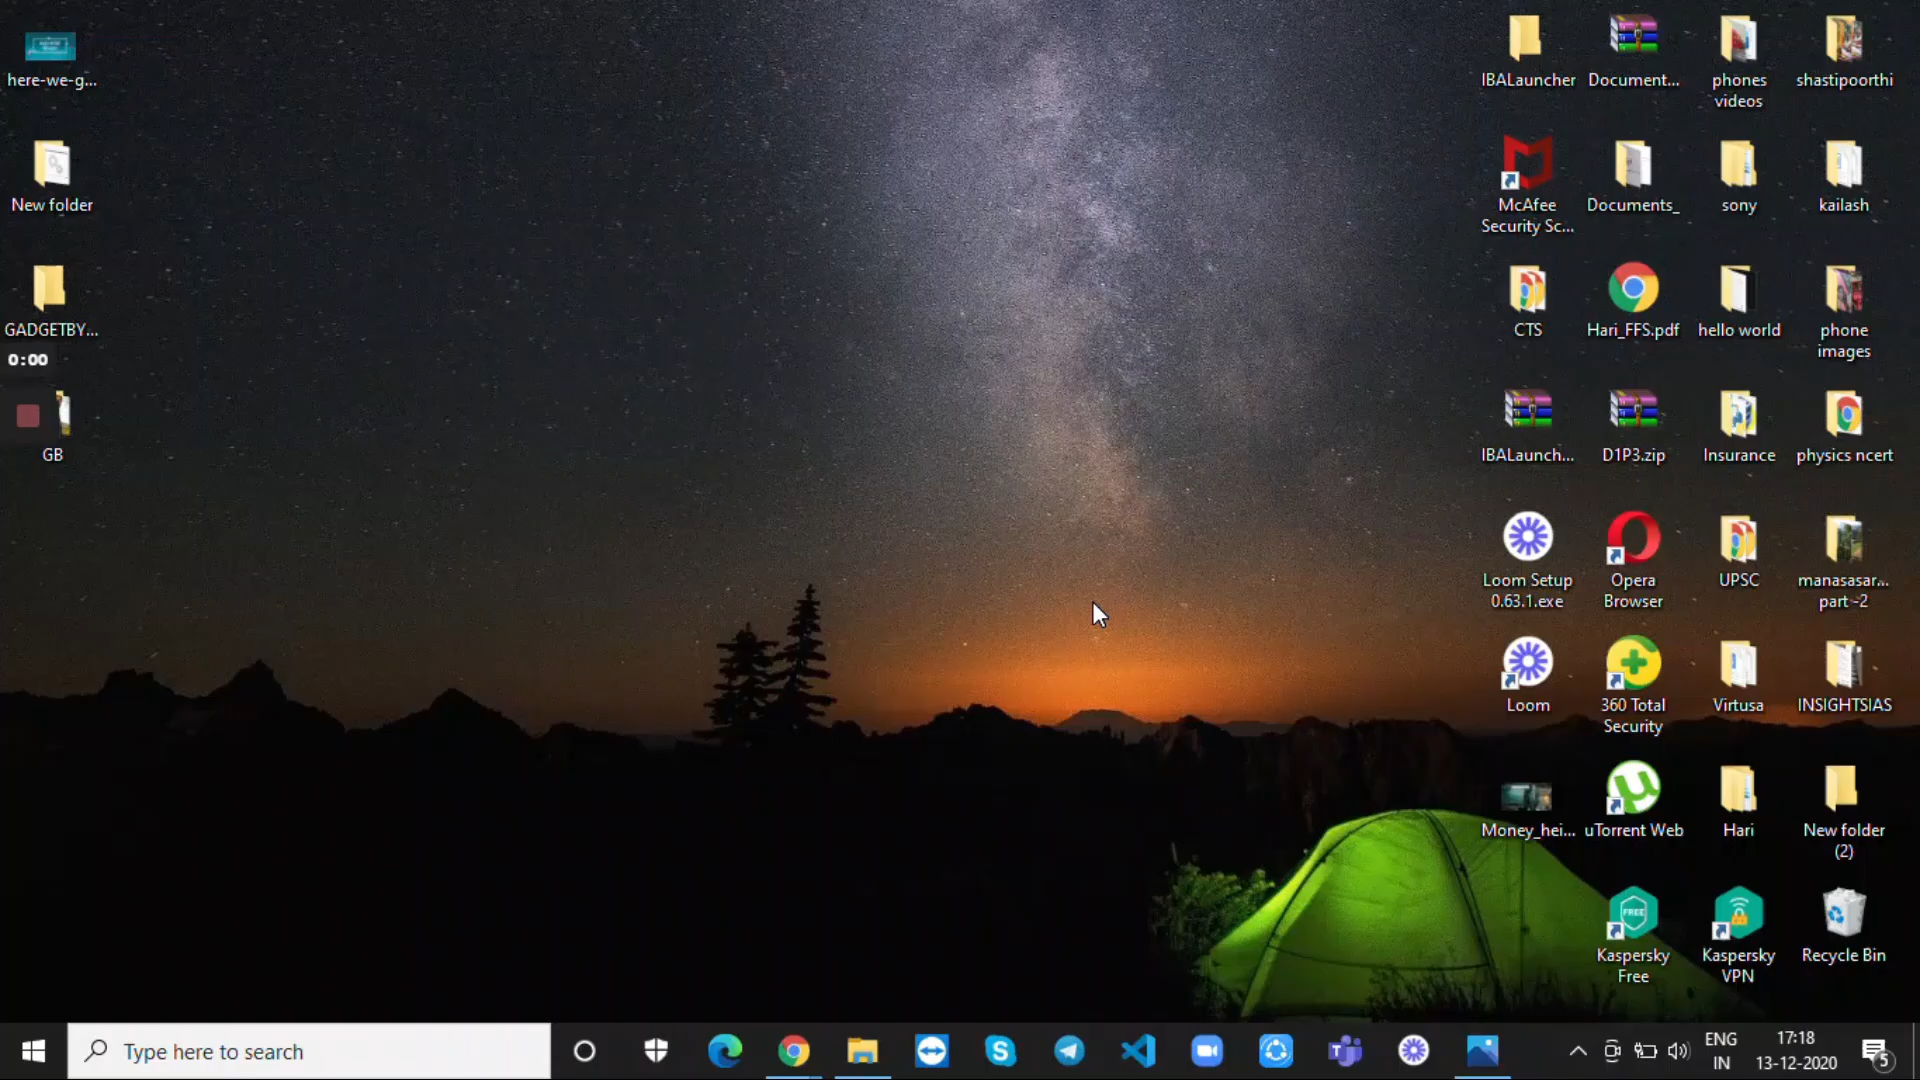 here-we-g...
New folder
GADGETBY...
0:00
GB
IBALauncher
Document...
phones
videos
shastipoorthi
McAfee
Security Sc...
Documents_
sony
kailash
CTS
Hari_FFS.pdf
hello world
phone
images
IBALaunch...
D1P3.zip
Insurance
physics ncert
Loom Setup
0.63.1.exe
Opera
Browser
UPSC
manasasar...
part -2
Loom
360 Total
Security
Virtusa
INSIGHTSIAS
Money_hei...
uTorrent Web
Hari
New folder
(2)
FREE
Kaspersky
Free
Kaspersky
VPN
Recycle Bin
Type here to search
ENG
IN
17:18
13-12-2020
5